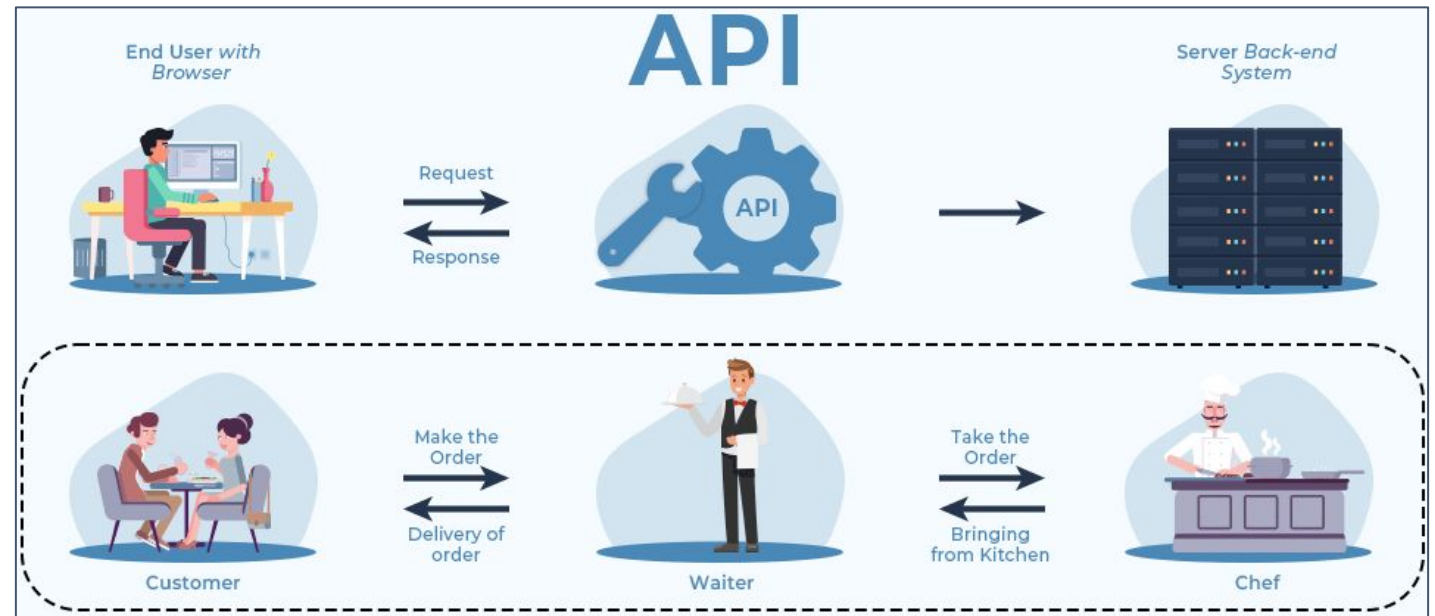 API
End User with
Browser
Server Back-end
System
Request
Response
API
Make the
Order
Delivery of
order
Take the
Order
Bringing
from Kitchen
Customer
Waiter
Chef